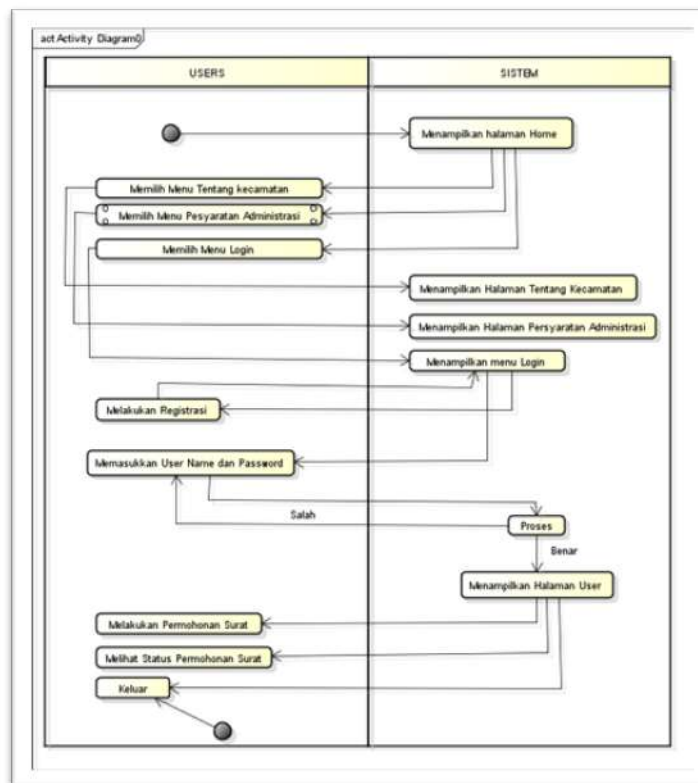 act Activity Diagram0
USERS
SISTEM
Menampilkan halaman Home
Memilih Menu Tentang kecamatan
Memilih Menu Pesyaratan Administrasi
Memilih Menu Login
Menampilkan Halaman Tentang Kecamatan
Menampilkan Halaman Persyaratan Administrasi
Menampilkan menu Login
Melakukan Registrasi
Memasukkan User Name dan Password
Salah
Proses
Benar
Menampilkan Halaman User
Melakukan Permohonan Surat
Melihat Status Permohonan Surat
Keluar